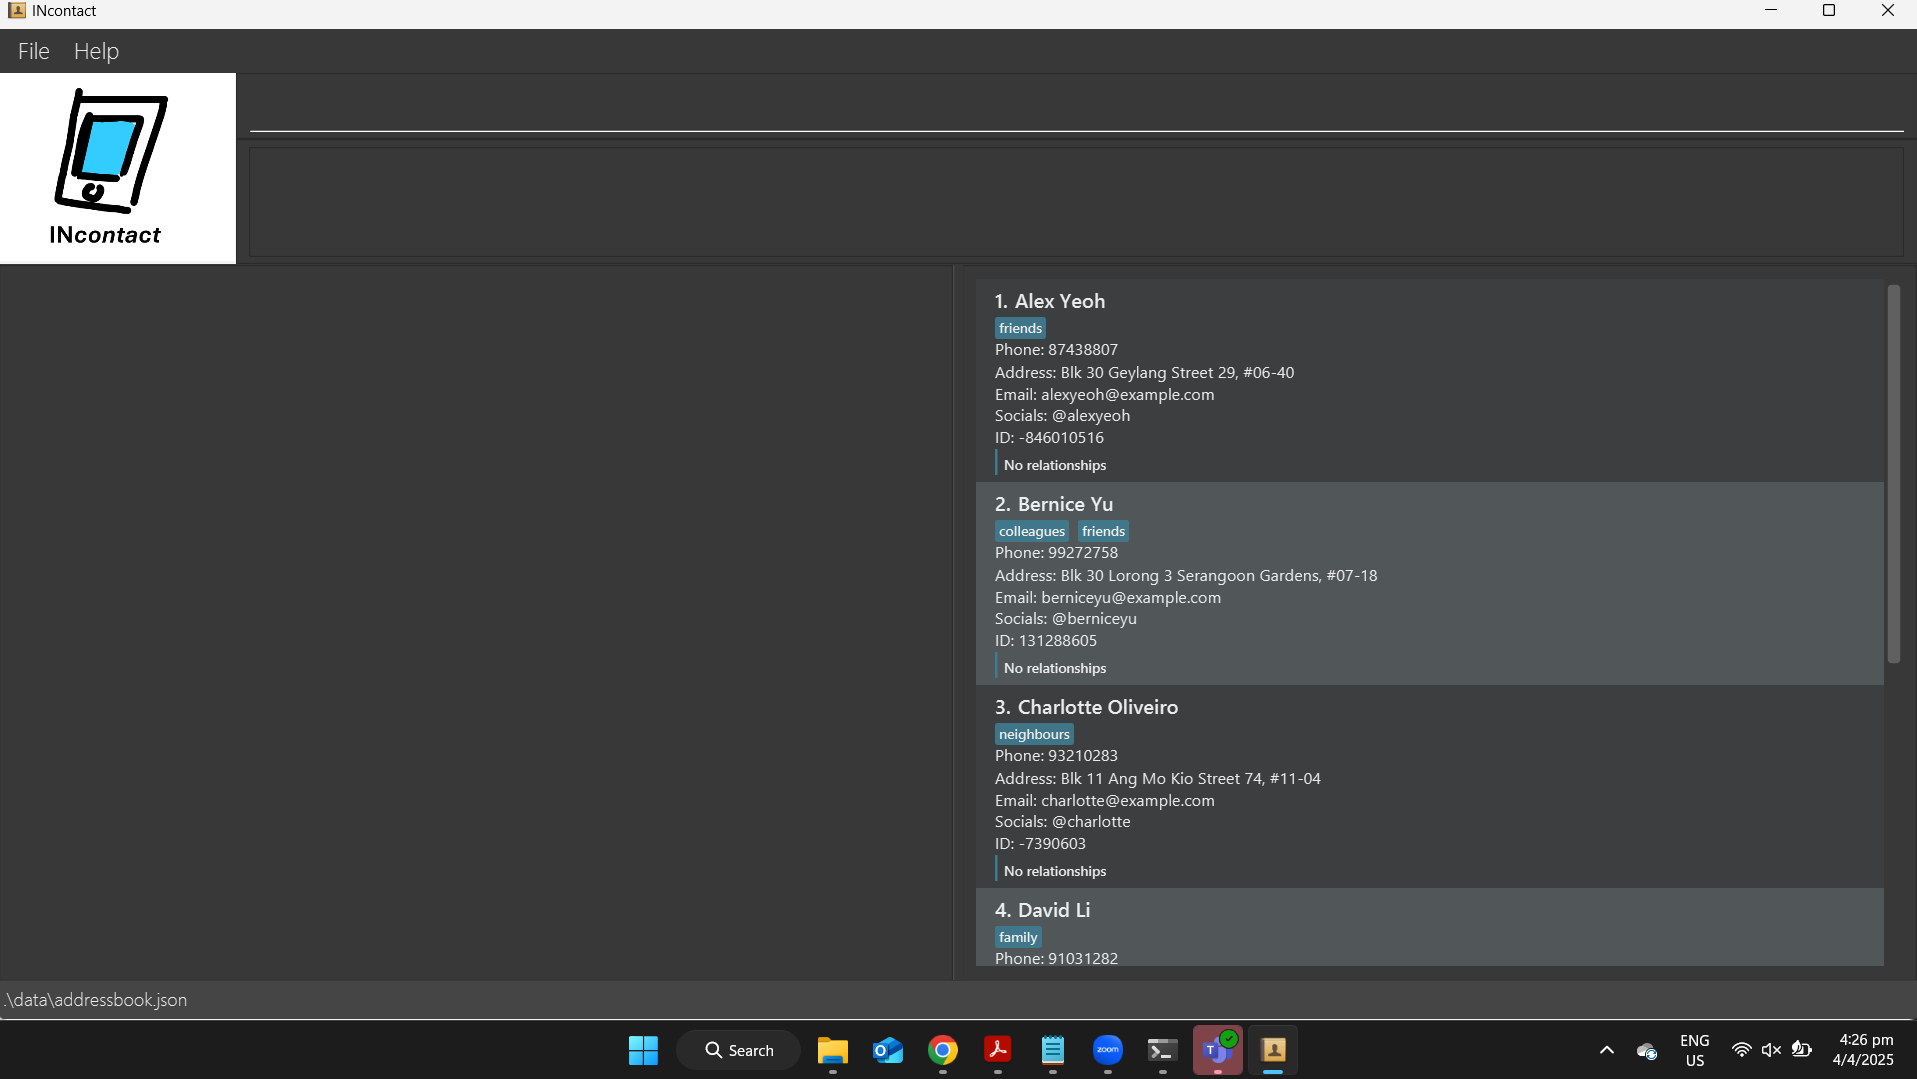 INcontact
File Help
INcontact
1. Alex Yeoh
friends
Phone: 87438807
Address: Blk 30 Geylang Street 29, #06-40
Email: alexyeoh@example.com
Socials: @alexyeoh
ID: -846010516
No relationships
2. Bernice Yu
colleagues friends
Phone: 99272758
Address: Blk 30 Lorong 3 Serangoon Gardens, #07-18
Email: berniceyu@example.com
Socials: @berniceyu
ID: 131288605
No relationships
3. Charlotte Oliveiro
neighbours
Phone: 93210283
Address: Blk 11 Ang Mo Kio Street 74, #11-04
Email: charlotte@example.com
Socials: @charlotte
ID: -7390603
No relationships
4. David Li
family
Phone: 91031282
.\data\addressbook.json
Search
zoom
T
ENG
US
4:26 pm
4/4/2025